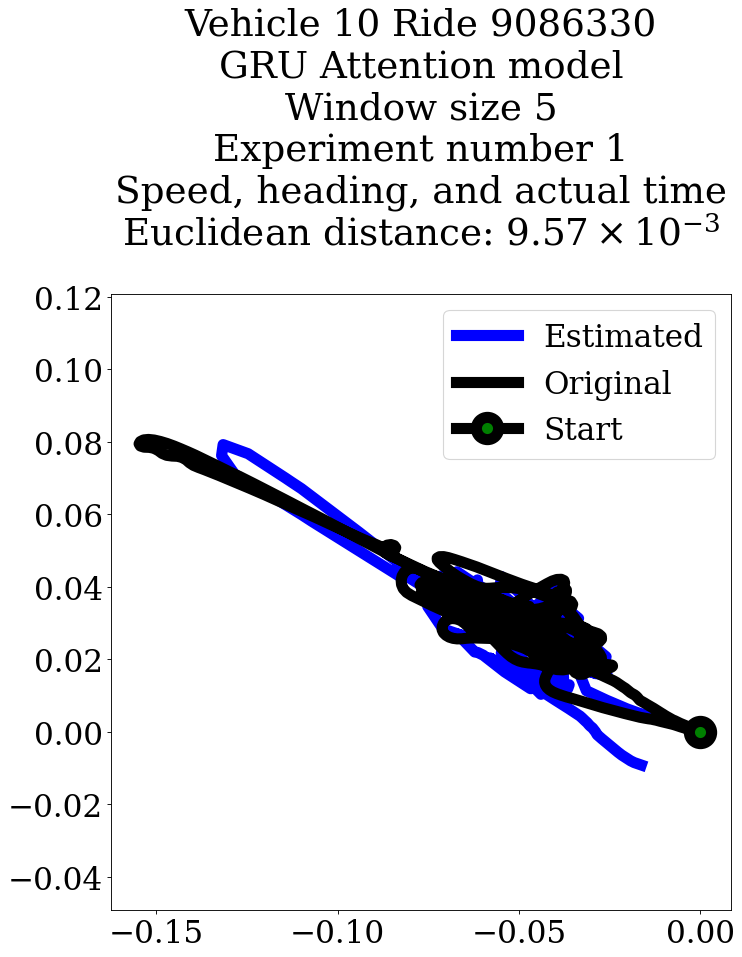 Vehicle 10 Ride 9086330
GRU Attention model
Window size 5
Experiment number 1
Speed, heading, and actual time
Euclidean distance: 9.57 × 10⁻³
Estimated
Original
Start
0.12
0.10
0.08
0.06
0.04
0.02
0.00
−0.02
−0.04
−0.15
−0.10
−0.05
0.00